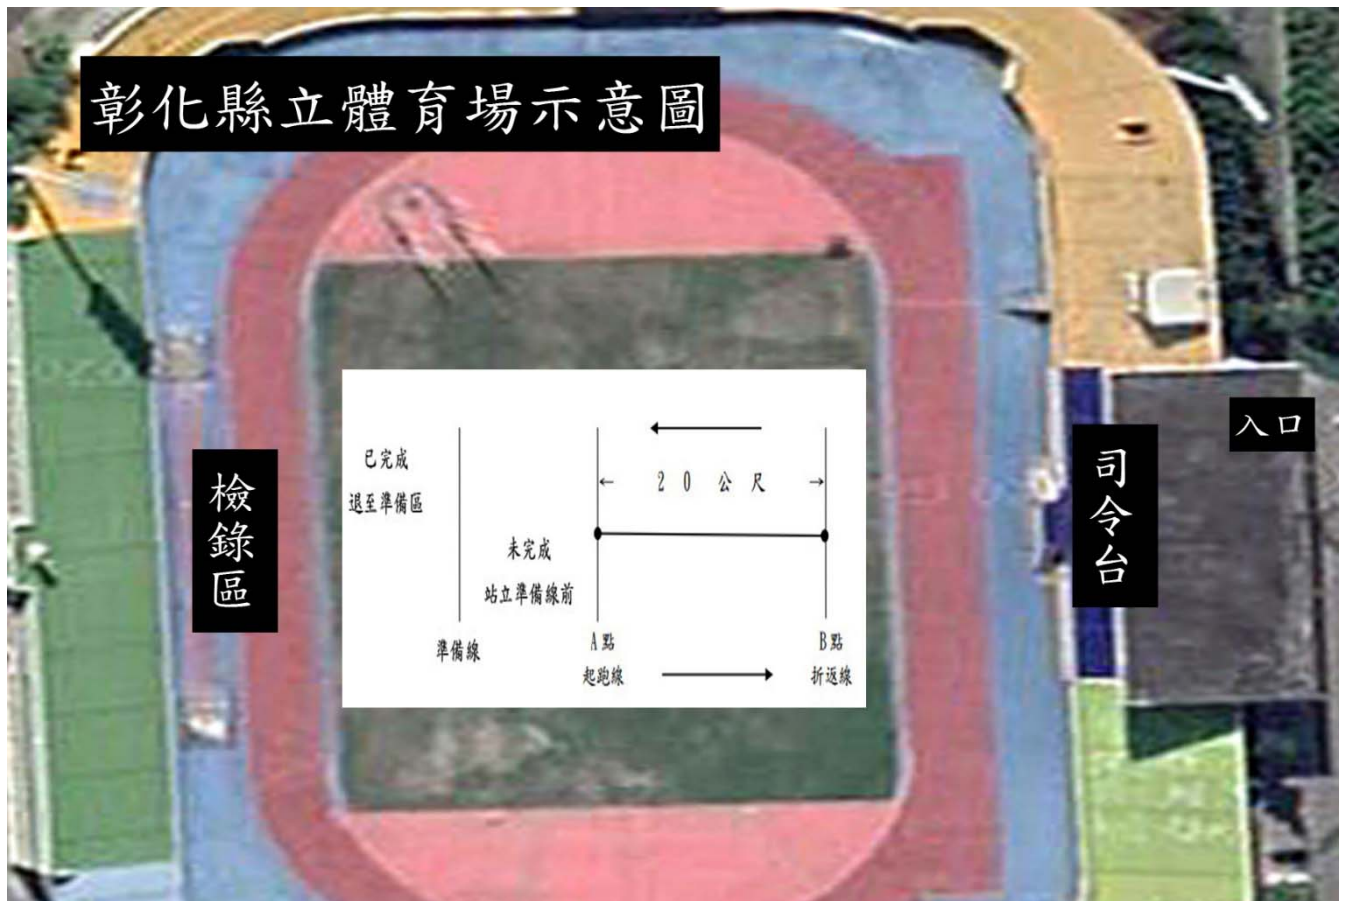 彰化縣立體育場示意圖
入口
司令台
檢錄區
已完成
退至準備區
← 20公尺 →
未完成
站立準備線前
準備線
A點
起跑線
B點
折返線